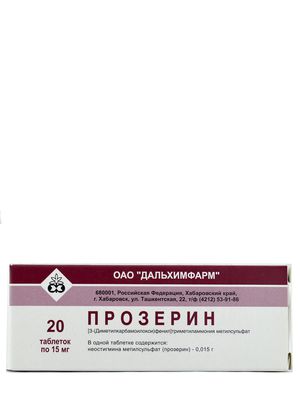 ОАО "ДАЛЬХИМФАРМ"
680001, Российская Федерация, Хабаровский край,
г. Хабаровск, ул. Ташкентская, 22, т/ф (4212) 53-91-86
20
таблеток
по 15 мг
ПРОЗЕРИН
[3-(Диметилкарбамоилокси)фенил]триметиламмония метилсульфат
В одной таблетке содержится:
неостигмина метилсульфат (прозерин) - 0,015 г